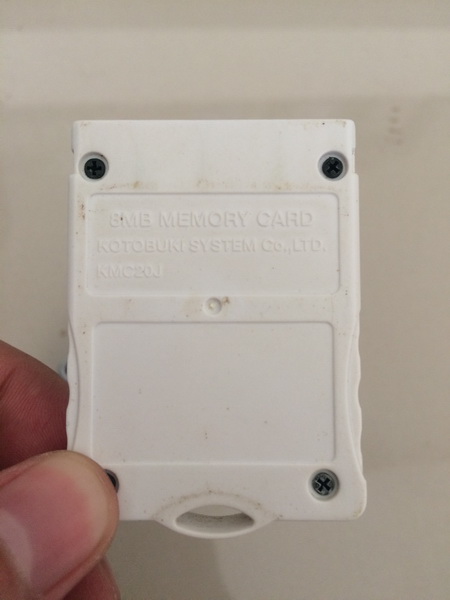 8MB MEMORY CARD
KOTOBUKI SYSTEM Co.,LTD.
KMC20J